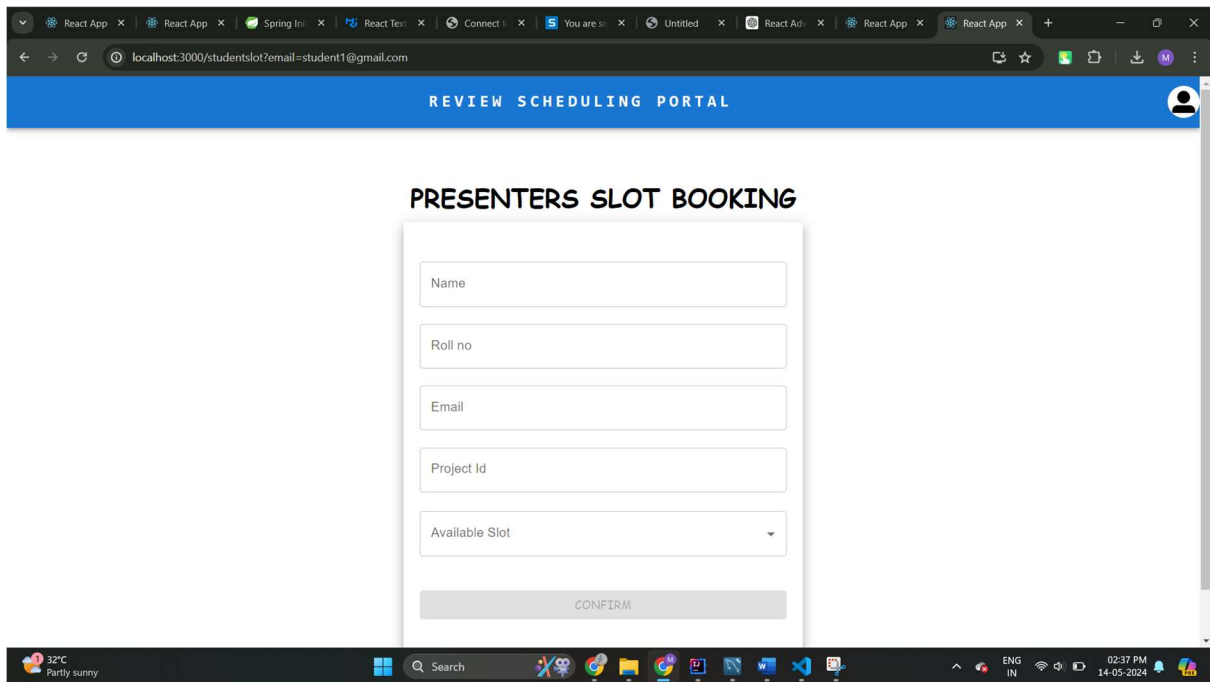 React App
React App
Spring Ini
React Text
Connect t
You are si
Untitled
React Adv
React App
React App
localhost:3000/studentslot?email=student1@gmail.com
M
REVIEW SCHEDULING PORTAL
PRESENTERS SLOT BOOKING
Name
Roll no
Email
Project Id
Available Slot
CONFIRM
1
32°C
Partly sunny
Search
ENG
IN
02:37 PM
14-05-2024